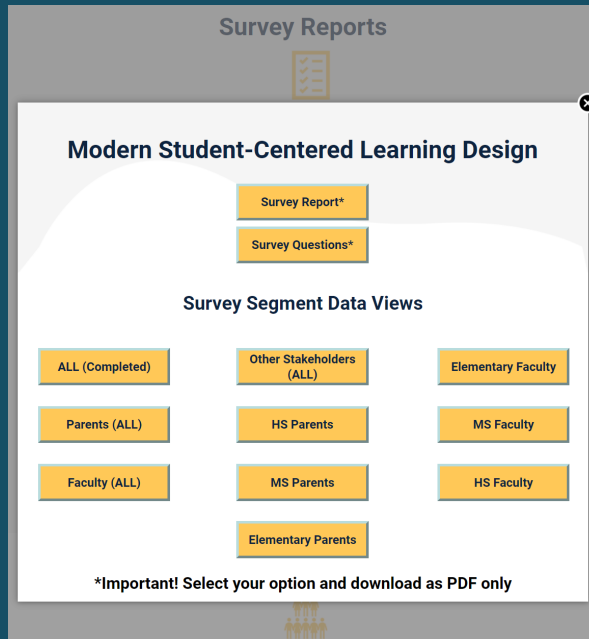 Survey Reports
Modern Student-Centered Learning Design
Survey Report*
Survey Questions*
Survey Segment Data Views
ALL (Completed)
Other Stakeholders
(ALL)
Elementary Faculty
Parents (ALL)
HS Parents
MS Faculty
Faculty (ALL)
MS Parents
HS Faculty
Elementary Parents
*Important! Select your option and download as PDF only